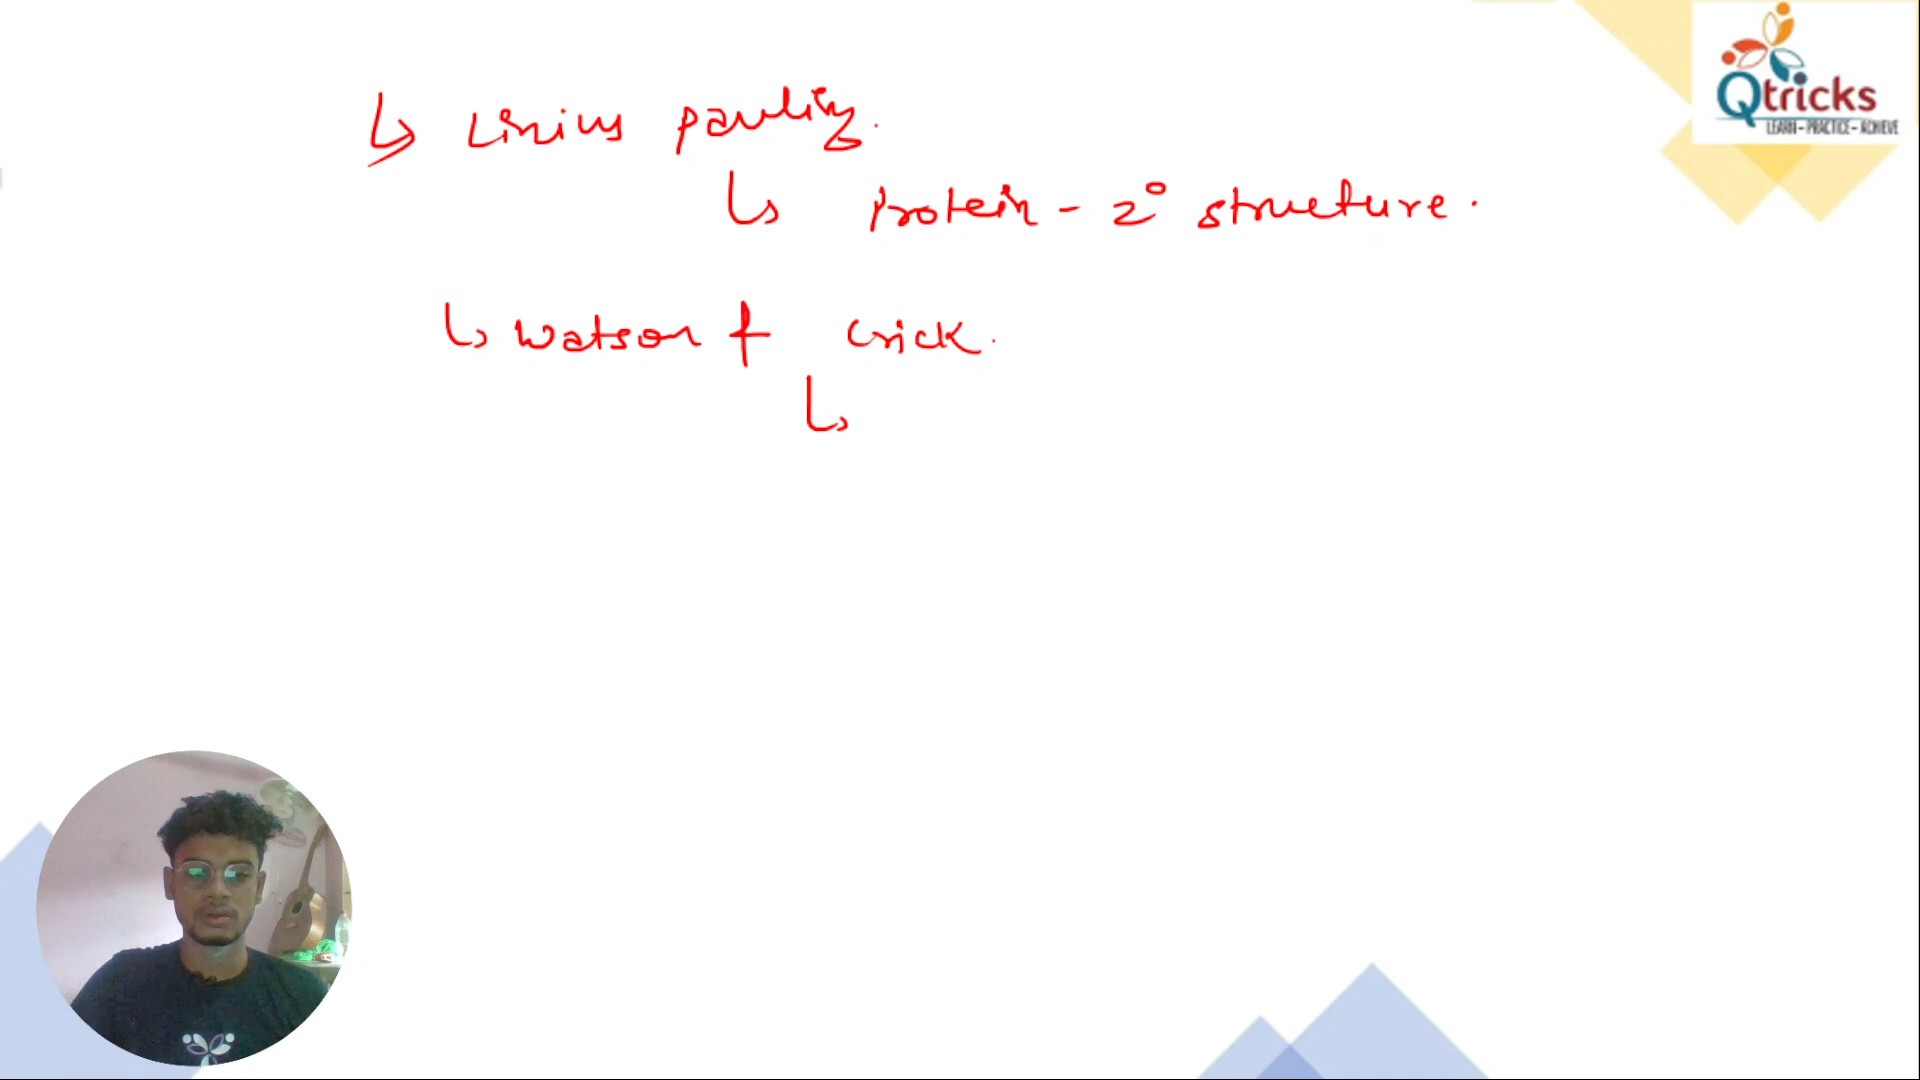 Linius pauling.
Protein - 2° structure.
Watson & Crick.
Qtricks
LEARN - PRACTICE - ACHIEVE